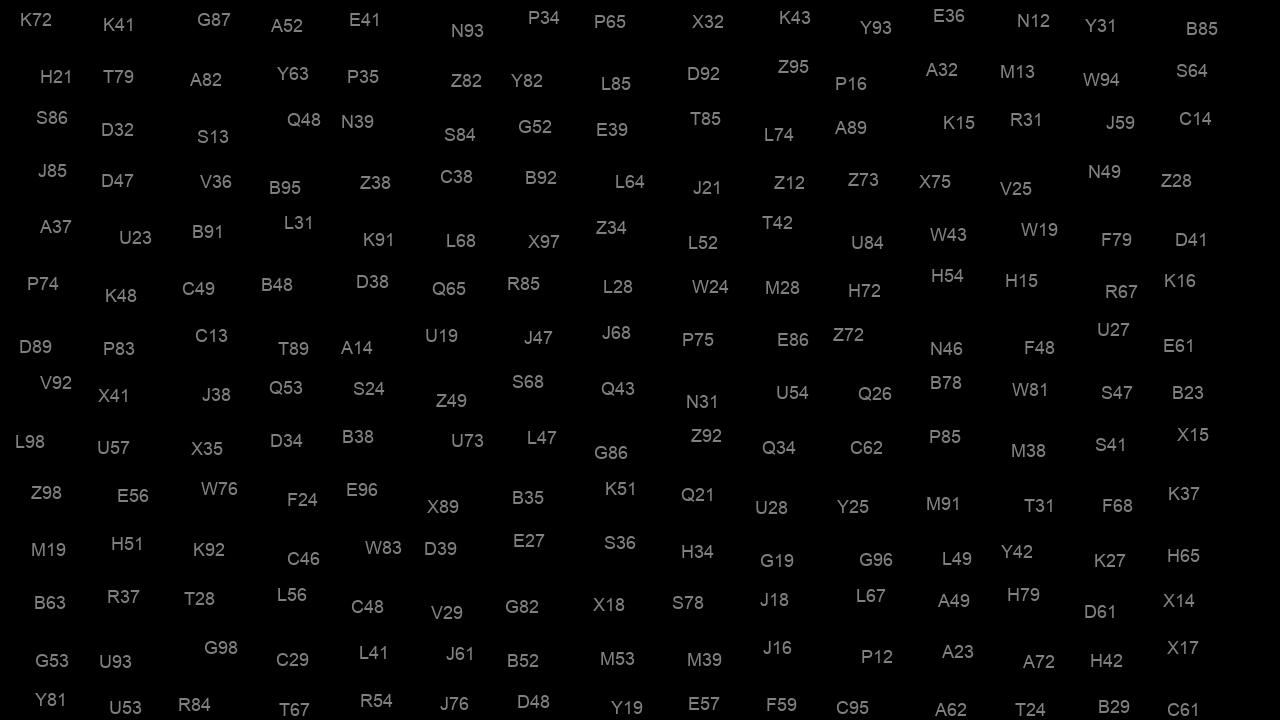 K72 K41 G87 A52 E41 N93 P34 P65 X32 K43 Y93 E36 N12 Y31 B85
H21 T79 A82 Y63 P35 Z82 Y82 L85 D92 Z95 P16 A32 M13 W94 S64
S86 D32 S13 Q48 N39 S84 G52 E39 T85 L74 A89 K15 R31 J59 C14
J85 D47 V36 B95 Z38 C38 B92 L64 J21 Z12 Z73 X75 V25 N49 Z28
A37 U23 B91 L31 K91 L68 X97 Z34 L52 T42 U84 W43 W19 F79 D41
P74 K48 C49 B48 D38 Q65 R85 L28 W24 M28 H72 H54 H15 R67 K16
D89 P83 C13 T89 A14 U19 J47 J68 P75 E86 Z72 N46 F48 U27 E61
V92 X41 J38 Q53 S24 Z49 S68 Q43 N31 U54 Q26 B78 W81 S47 B23
L98 U57 X35 D34 B38 U73 L47 G86 Z92 Q34 C62 P85 M38 S41 X15
Z98 E56 W76 F24 E96 X89 B35 K51 Q21 U28 Y25 M91 T31 F68 K37
M19 H51 K92 C46 W83 D39 E27 S36 H34 G19 G96 L49 Y42 K27 H65
B63 R37 T28 L56 C48 V29 G82 X18 S78 J18 L67 A49 H79 D61 X14
G53 U93 G98 C29 L41 J61 B52 M53 M39 J16 P12 A23 A72 H42 X17
Y81 U53 R84 T67 R54 J76 D48 Y19 E57 F59 C95 A62 T24 B29 C61